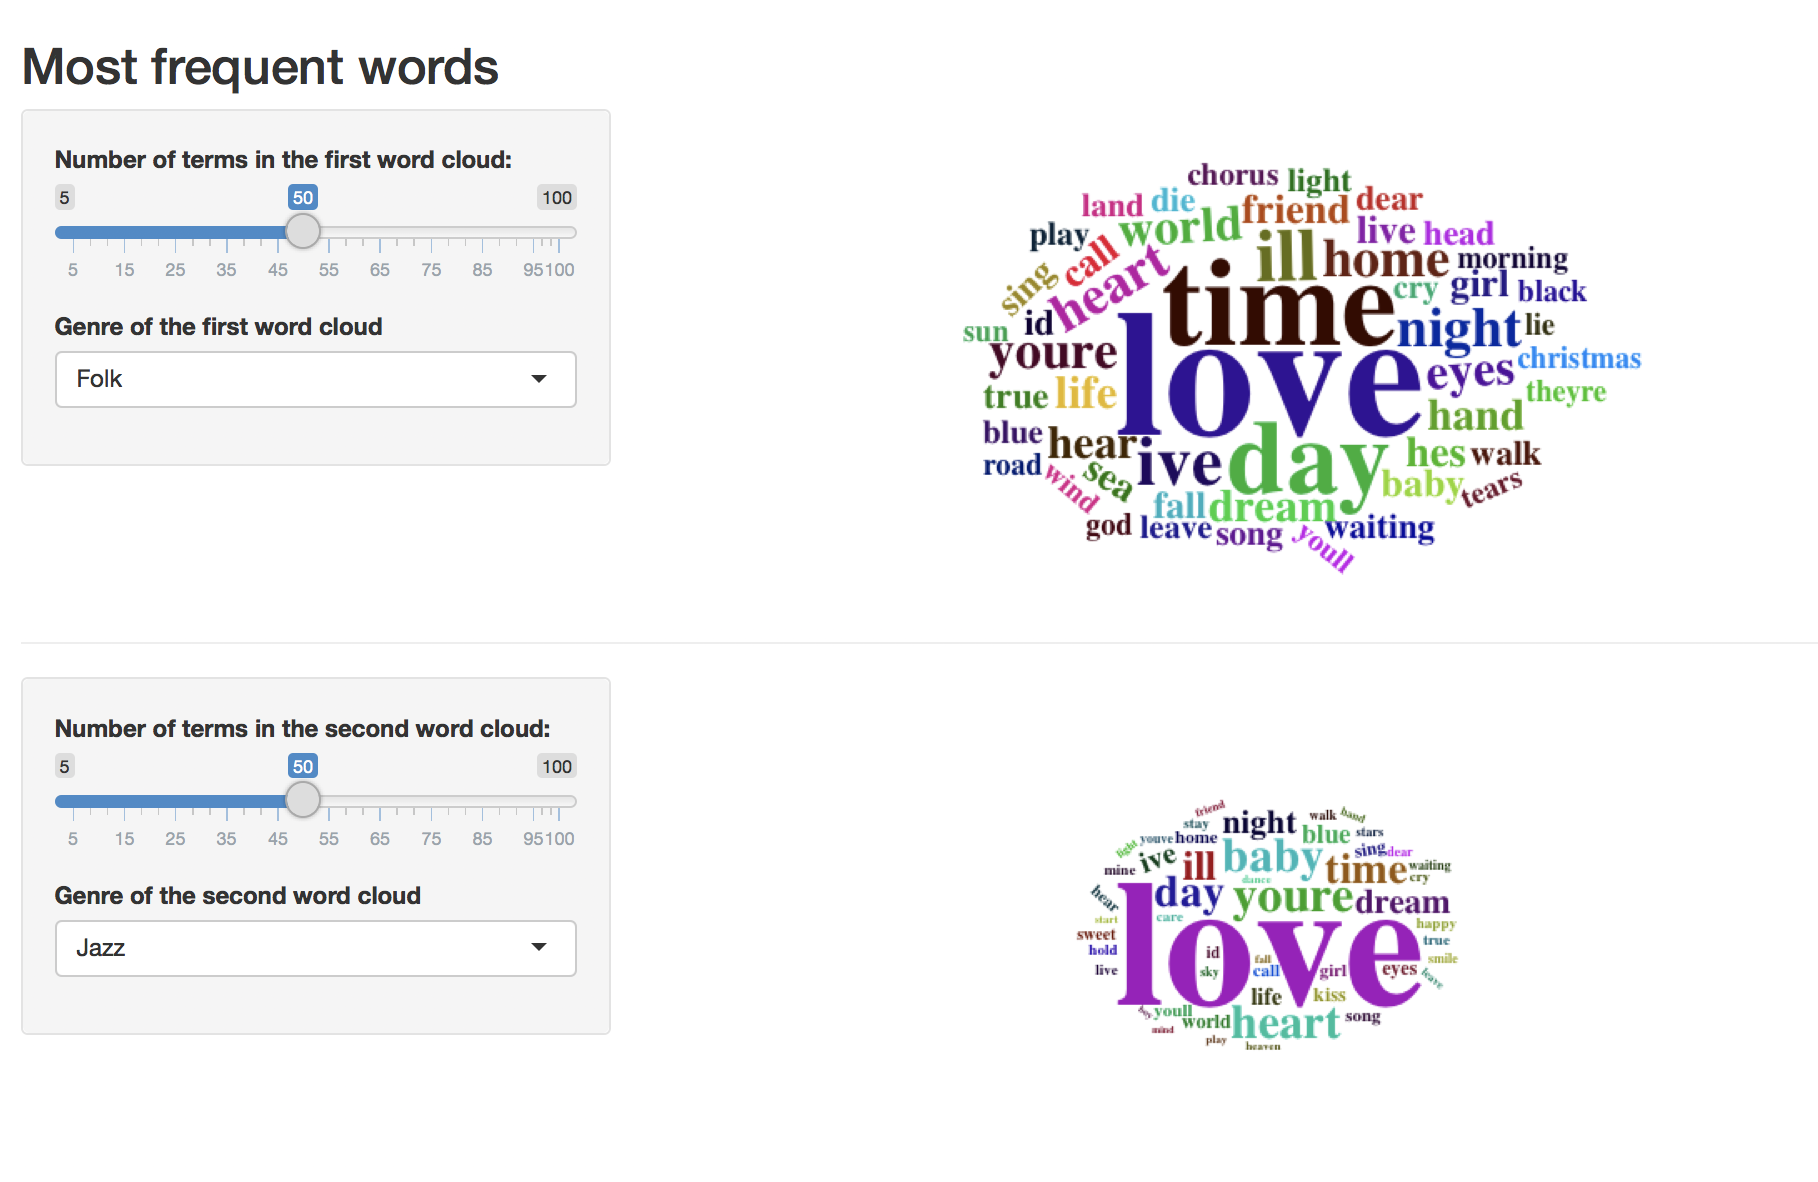 Most frequent words
Number of terms in the first word cloud:
5 50 100
5 15 25 35 45 55 65 75 85 95 100
Genre of the first word cloud
Folk
chorus light
land die friend dear
play world live head
call heart ill home morning
sing time cry girl black
sun id night lie
youre love eyes christmas
true life theyre
blue hear ive day hand
road wind sea hes walk
baby tears
fall dream
god leave song youll waiting
Number of terms in the second word cloud:
5 50 100
5 15 25 35 45 55 65 75 85 95 100
Genre of the second word cloud
Jazz
friend walk hand
stay night blue stars
light youve home sing dear
mine ive ill baby time waiting
dance cry
hear day youre dream
start care happy
sweet love true
hold id fall smile
live sky call girl eyes leave
life kiss
boy youll world heart song
mind play heaven